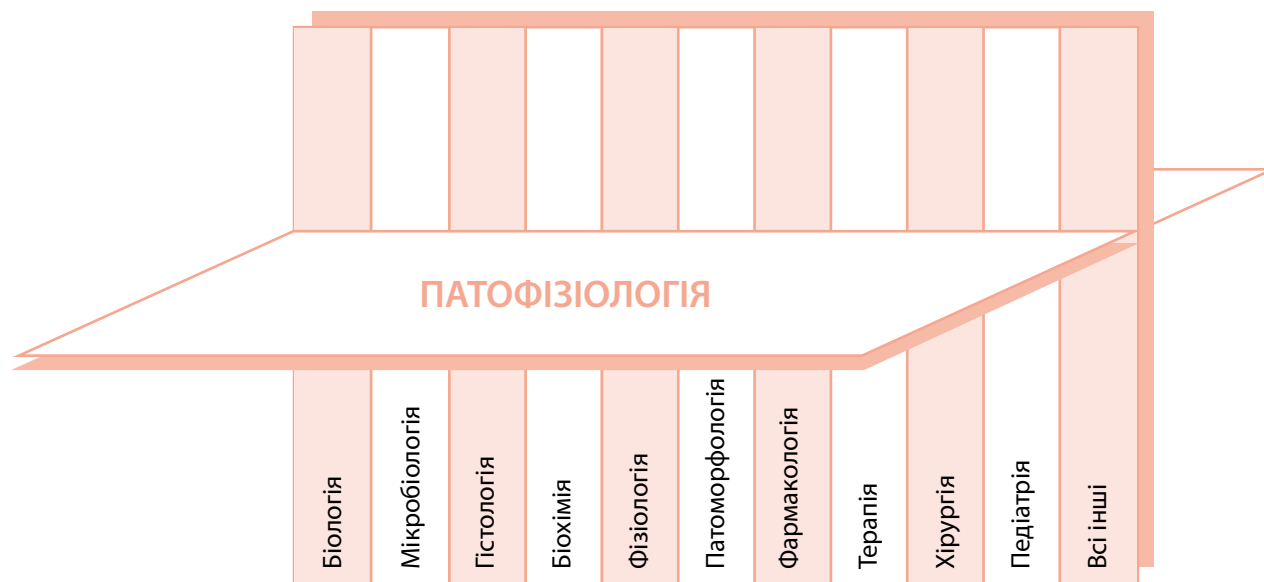 ПАТОФІЗІОЛОГІЯ
Біологія
Мікробіологія
Гістологія
Біохімія
Фізіологія
Патоморфологія
Фармакологія
Терапія
Хірургія
Педіатрія
Всі інші